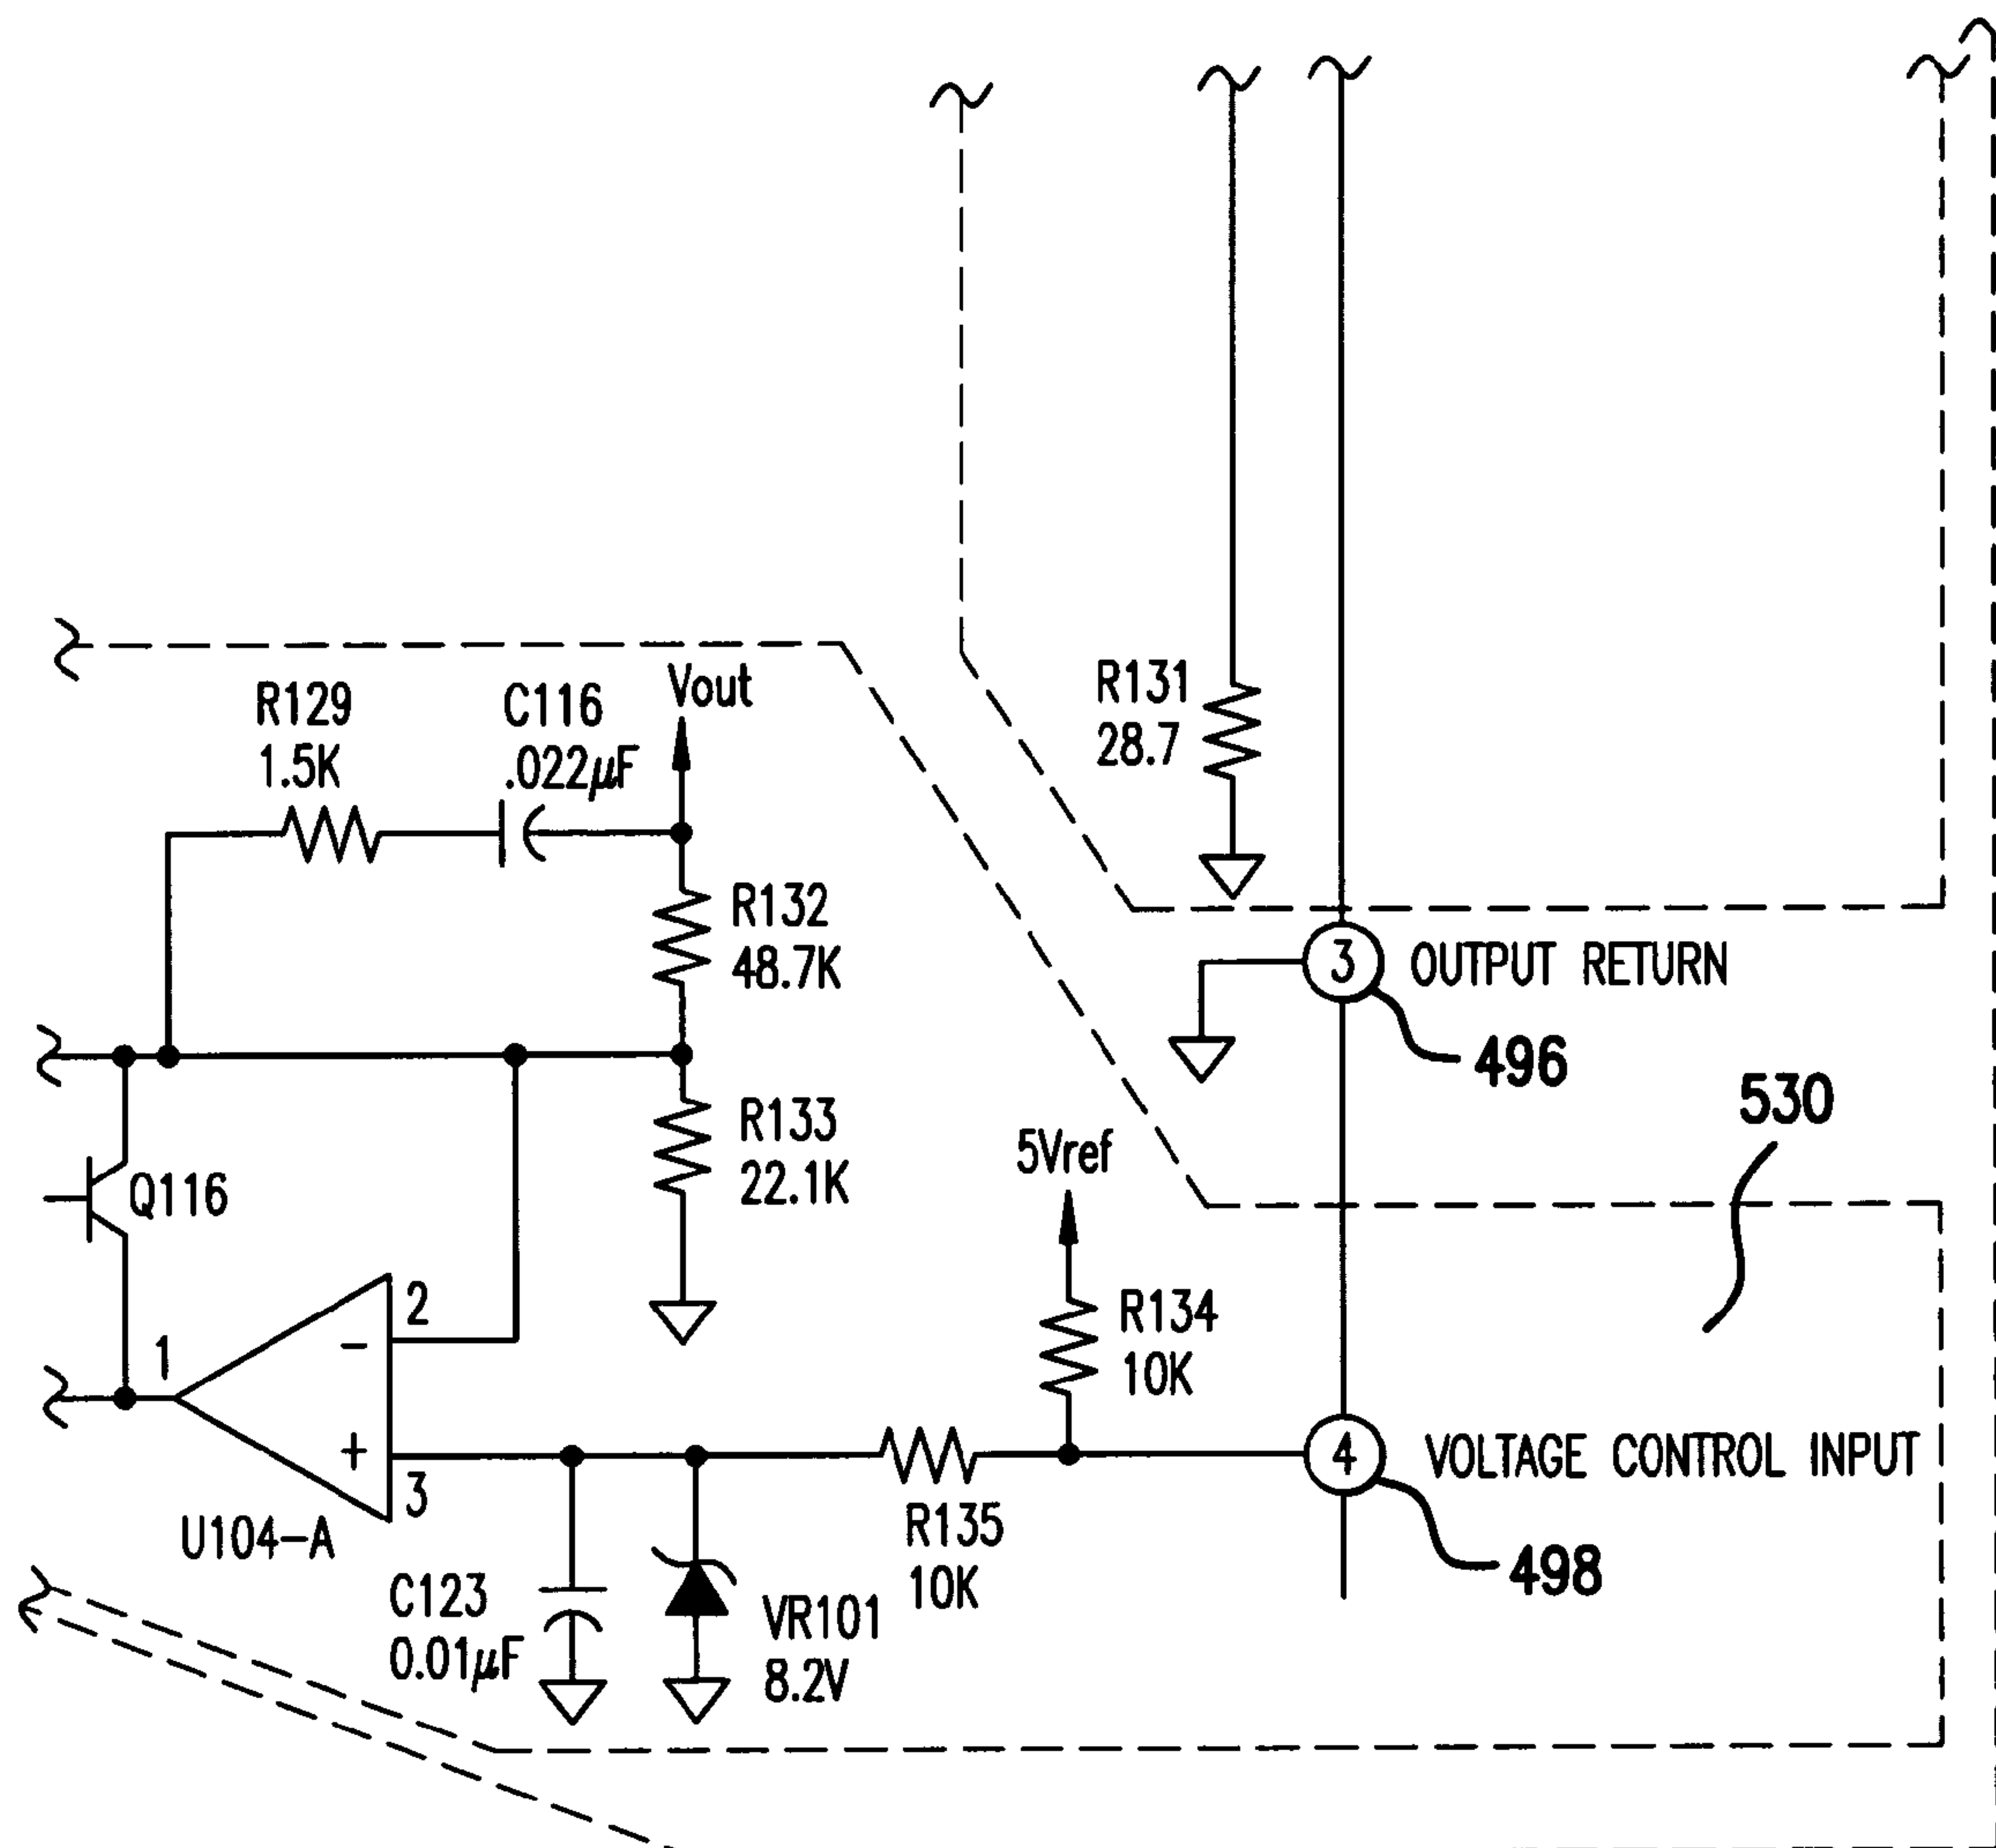 R131
28.7
R129
1.5K
C116
.022µF
Vout
R132
48.7K
3
OUTPUT RETURN
496
530
R133
22.1K
5Vref
Q116
2
R134
10K
1
-
+
3
4
VOLTAGE CONTROL INPUT
U104-A
R135
10K
498
C123
0.01µF
VR101
8.2V